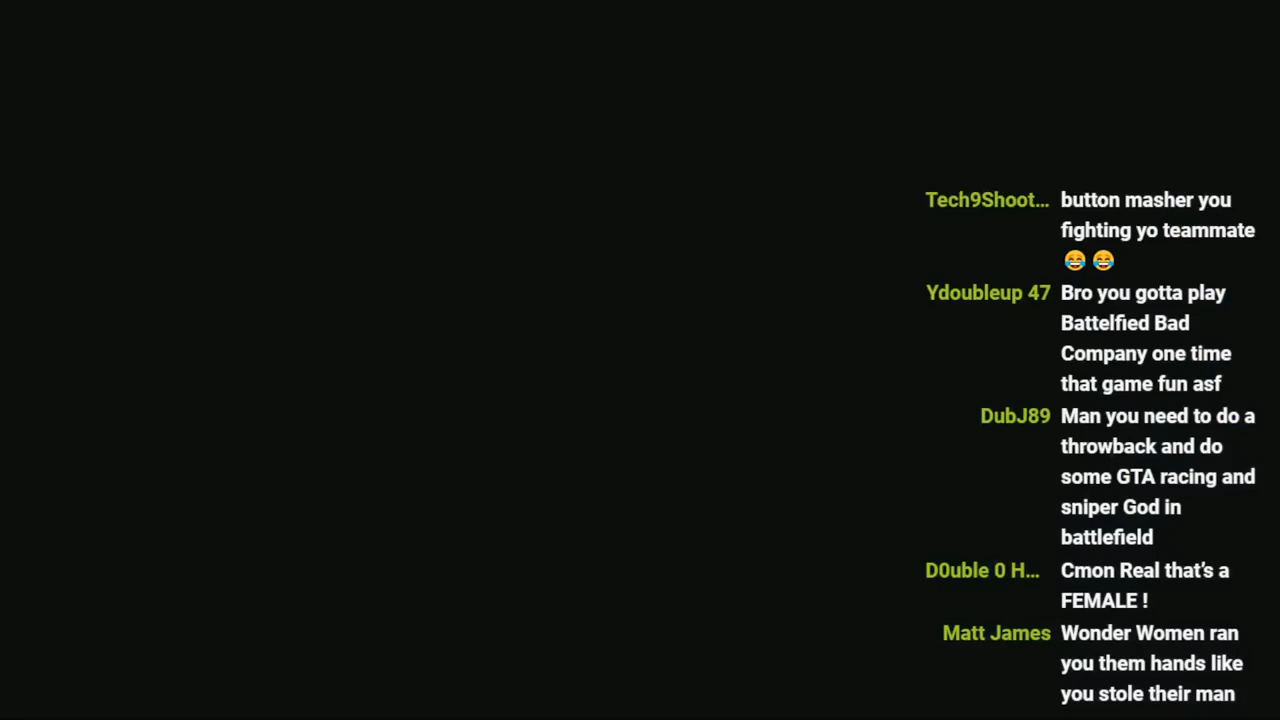 Tech9Shoot... button masher you
fighting yo teammate
😂 😂
Ydoubleup 47 Bro you gotta play
Battelfied Bad
Company one time
that game fun asf
DubJ89 Man you need to do a
throwback and do
some GTA racing and
sniper God in
battlefield
D0uble 0 H... Cmon Real that's a
FEMALE !
Matt James Wonder Women ran
you them hands like
you stole their man